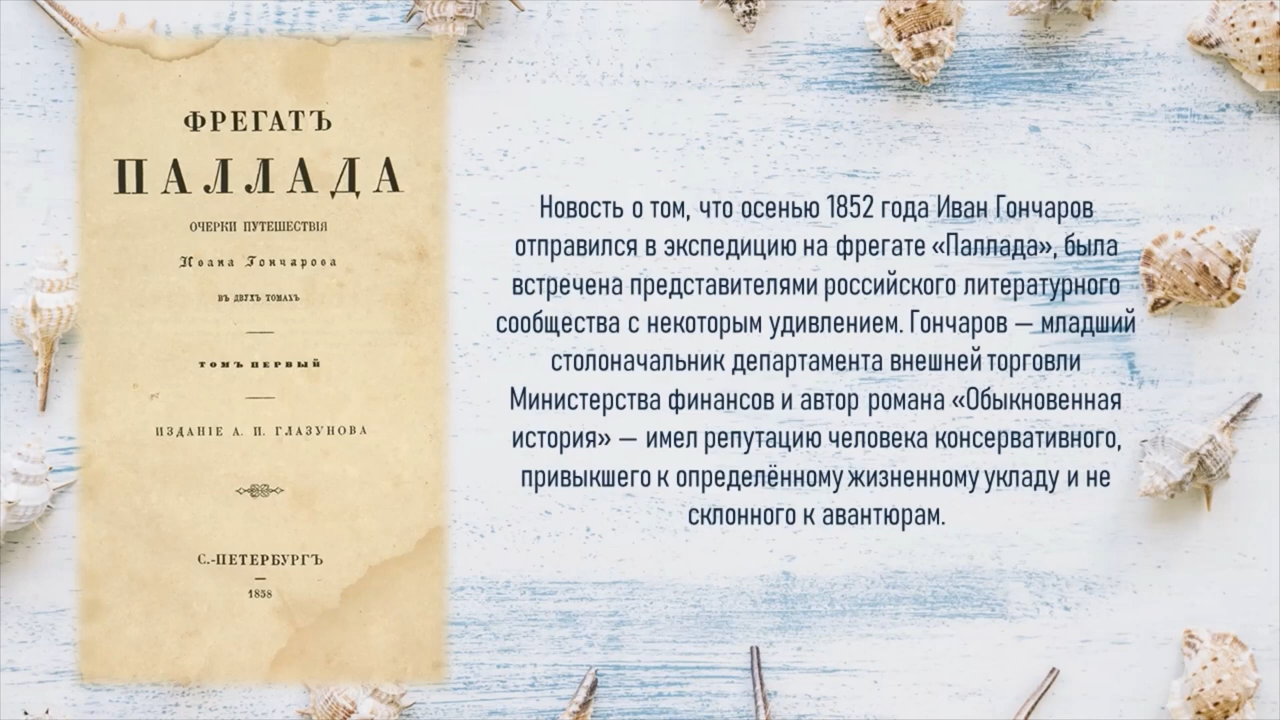 ФРЕГАТЪ
ПАЛЛАДА
ОЧЕРКИ ПУТЕШЕСТВІЯ
Ивана Гончарова
ВЪ ДВУХЪ ТОМАХЪ
ТОМЪ ПЕРВЫЙ
ИЗДАНІЕ А. И. ГЛАЗУНОВА
С.-ПЕТЕРБУРГЪ
1858
Новость о том, что осенью 1852 года Иван Гончаров
отправился в экспедицию на фрегате «Паллада», была
встречена представителями российского литературного
сообщества с некоторым удивлением. Гончаров — младший
столоначальник департамента внешней торговли
Министерства финансов и автор романа «Обыкновенная
история» — имел репутацию человека консервативного,
привыкшего к определённому жизненному укладу и не
склонного к авантюрам.